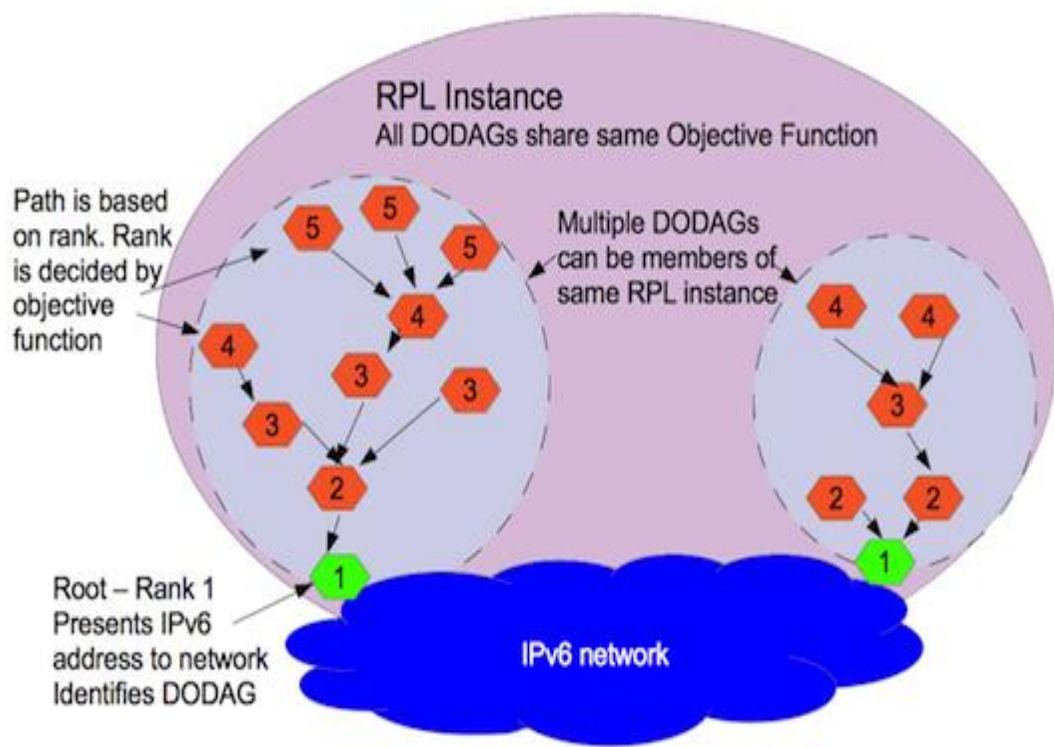 RPL Instance
All DODAGs share same Objective Function
Path is based
on rank. Rank
is decided by
objective
function
Multiple DODAGs
can be members of
same RPL instance
5
5
5
4
4
3
3
3
2
1
4
4
3
2
2
1
Root – Rank 1
Presents IPv6
address to network
Identifies DODAG
IPv6 network